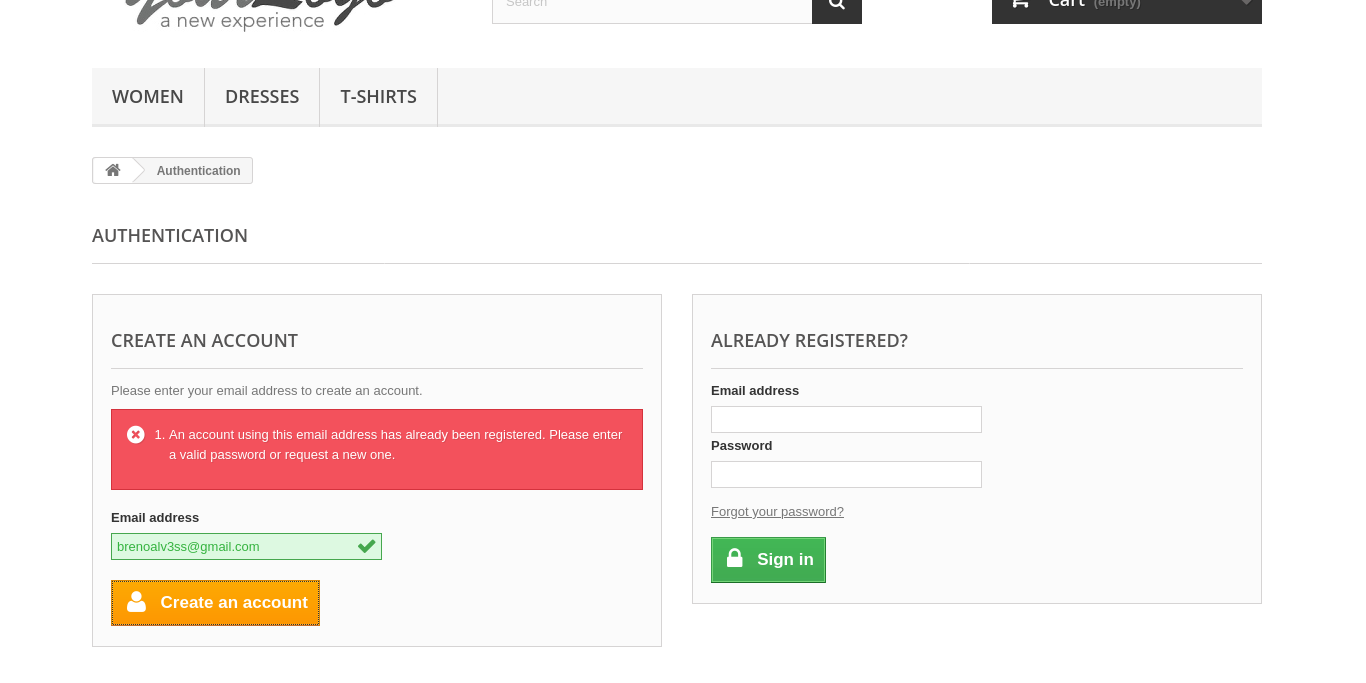 Your Logo
a new experience
Search
Cart (empty)
WOMEN
DRESSES
T-SHIRTS
Authentication
AUTHENTICATION
CREATE AN ACCOUNT
Please enter your email address to create an account.
1. An account using this email address has already been registered. Please enter
a valid password or request a new one.
Email address
brenoalv3ss@gmail.com
Create an account
ALREADY REGISTERED?
Email address
Password
Forgot your password?
Sign in